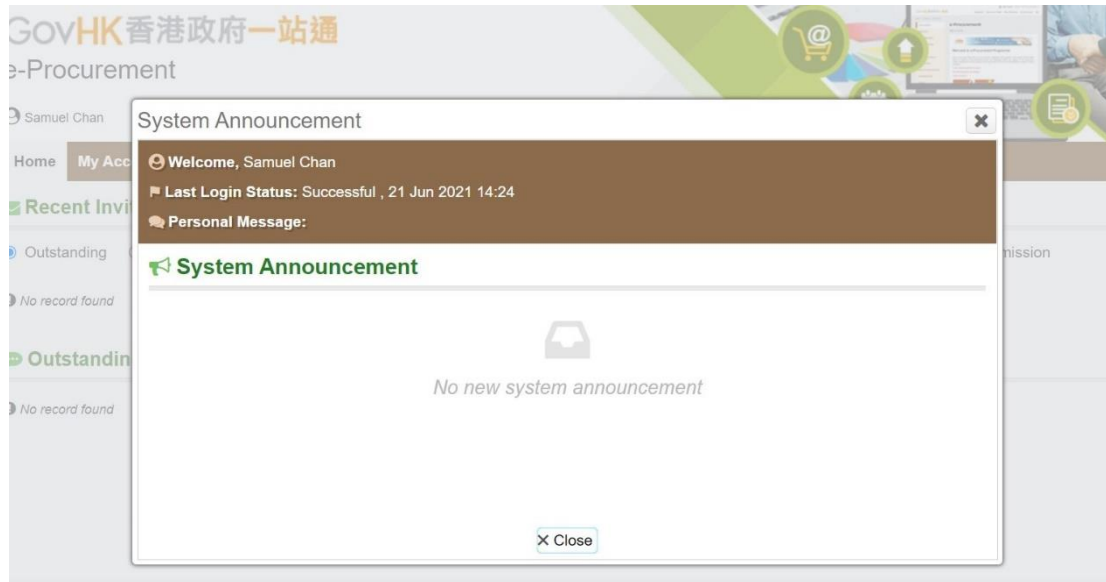 GovHK香港政府一站通
e-Procurement
Samuel Chan
Home My Acc
Recent Invi
Outstanding
No record found
Outstandin
No record found
nission
System Announcement
Welcome, Samuel Chan
Last Login Status: Successful , 21 Jun 2021 14:24
Personal Message:
System Announcement
No new system announcement
Close